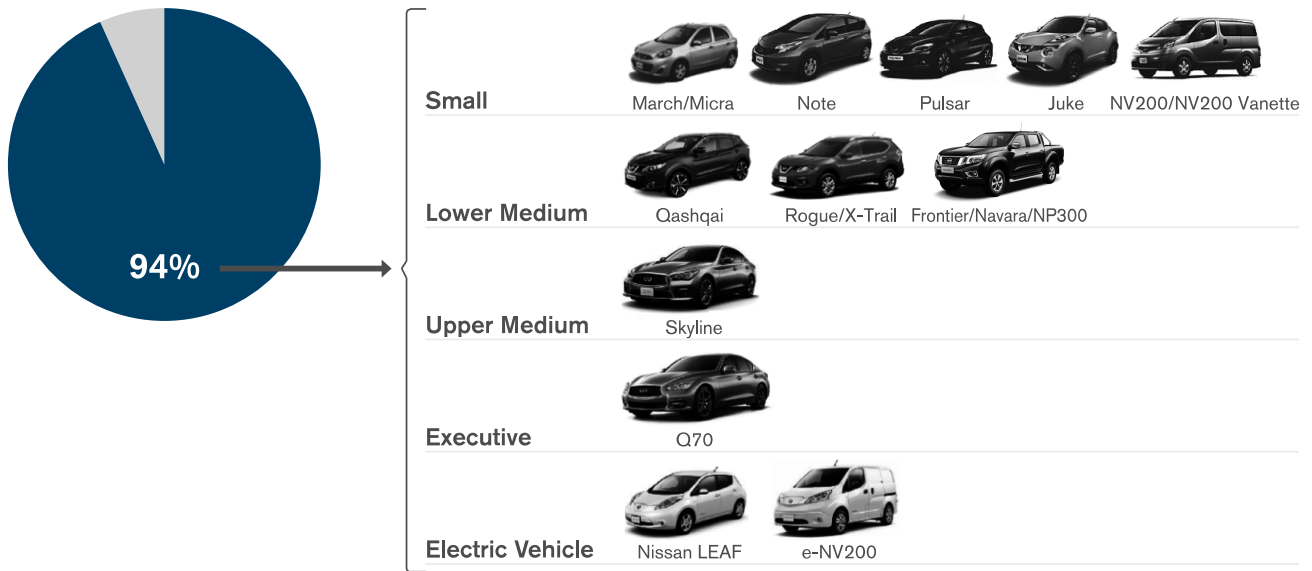 94%
Small
March/Micra
Note
Pulsar
Juke
NV200/NV200 Vanette
Lower Medium
Qashqai
Rogue/X-Trail
Frontier/Navara/NP300
Upper Medium
Skyline
Executive
Q70
Electric Vehicle
Nissan LEAF
e-NV200